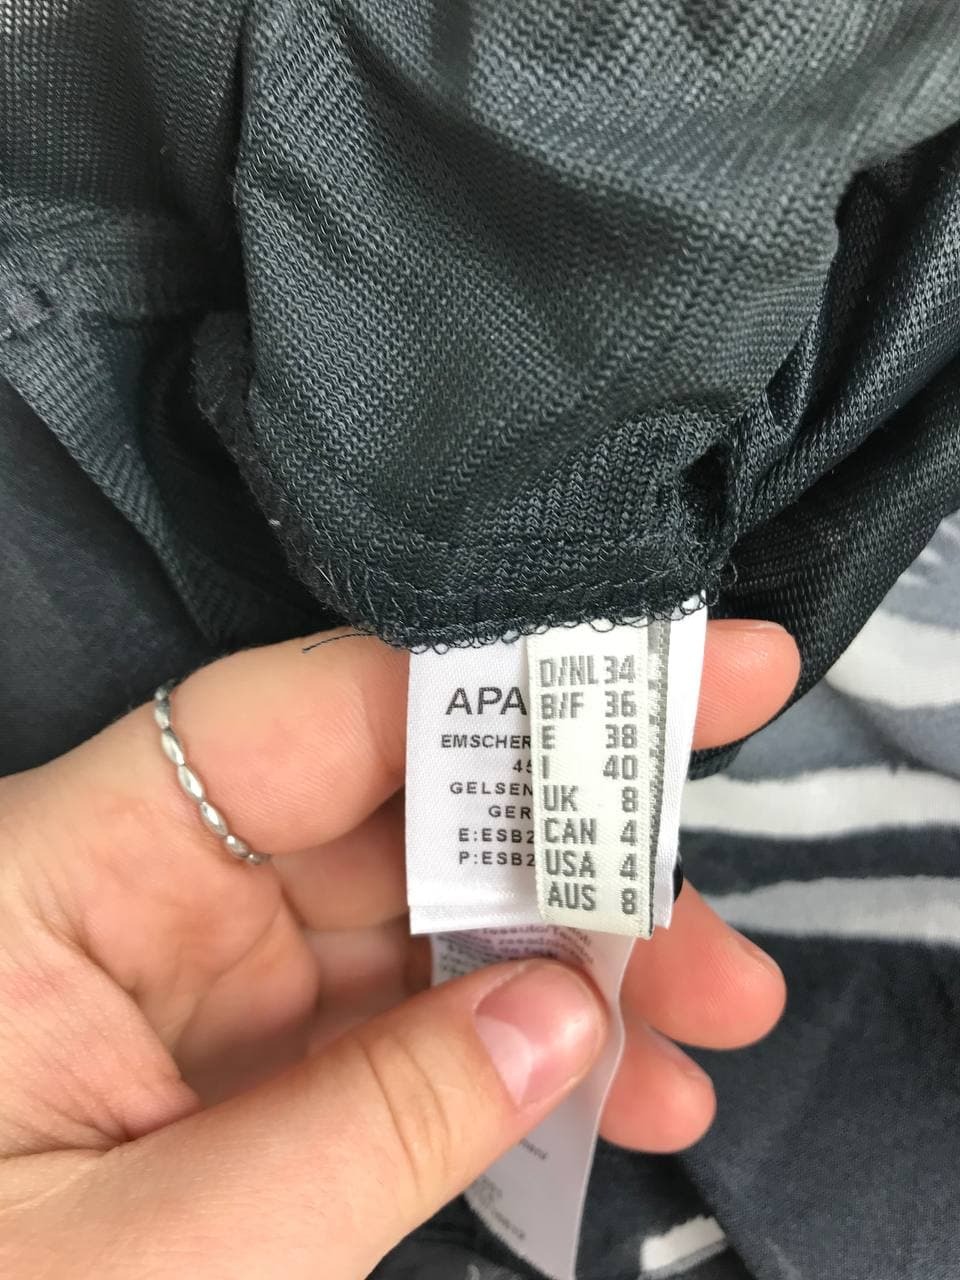 APA
EMSCHER
45
GELSEN
GER
E:ESB2
P:ESB2
D/NL 34
B/F 36
E 38
I 40
UK 8
CAN 4
USA 4
AUS 8